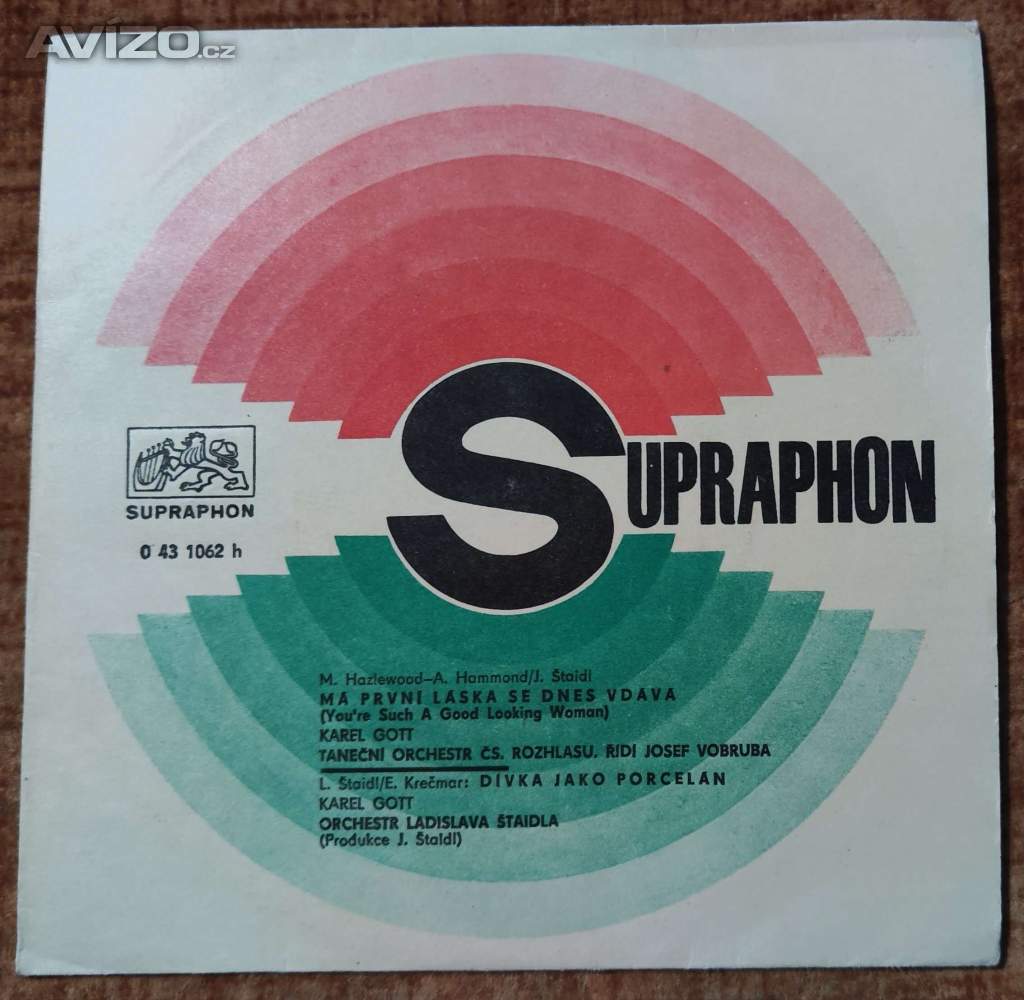 AVÍZO.cz
SUPRAPHON
SUPRAPHON
0 43 1062 h
M. Hazlewood—A. Hammond/J. Štaidl
MÁ PRVNÍ LÁSKA SE DNES VDÁVÁ
(You're Such A Good Looking Woman)
KAREL GOTT
TANEČNÍ ORCHESTR ČS. ROZHLASU. ŘÍDÍ JOSEF VOBRUBA
L. Štaidl/E. Krečmar: DÍVKA JAKO PORCELÁN
KAREL GOTT
ORCHESTR LADISLAVA ŠTAIDLA
(Produkce J. Štaidl)